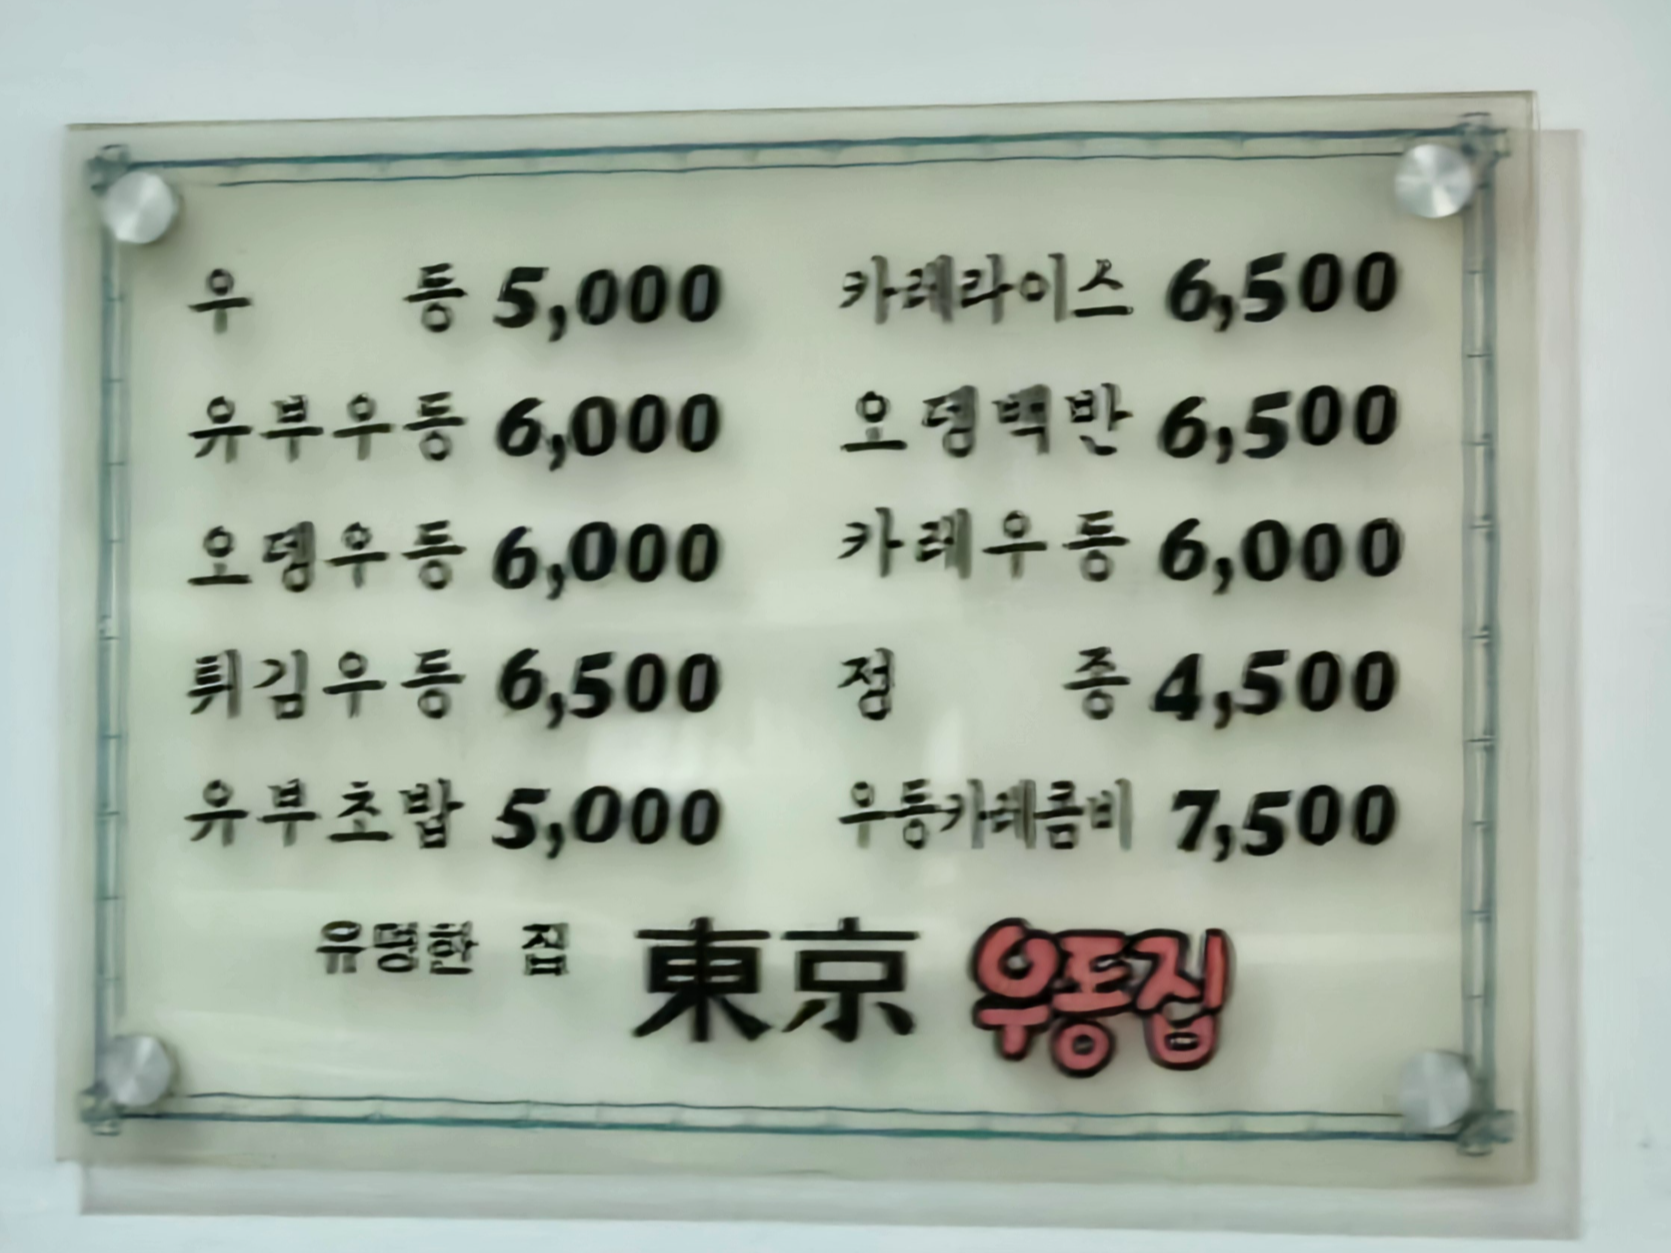 우 동 5,000
유부우동 6,000
오뎅우동 6,000
튀김우동 6,500
유부초밥 5,000
카레라이스 6,500
오뎅백반 6,500
카레우동 6,000
정 종 4,500
우동카레콤비 7,500
유명한 집 東京 우동집